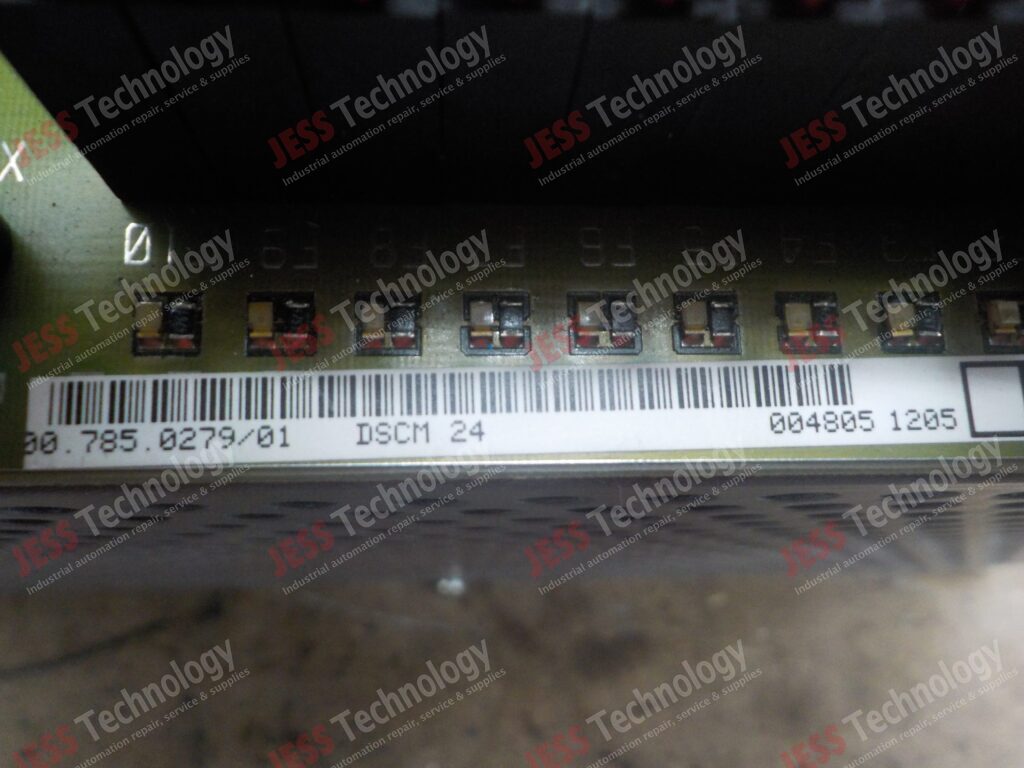 X
00.785.0279/01 DSCM 24 004805 1205
JESS Technology
Industrial automation repair, service & supplies